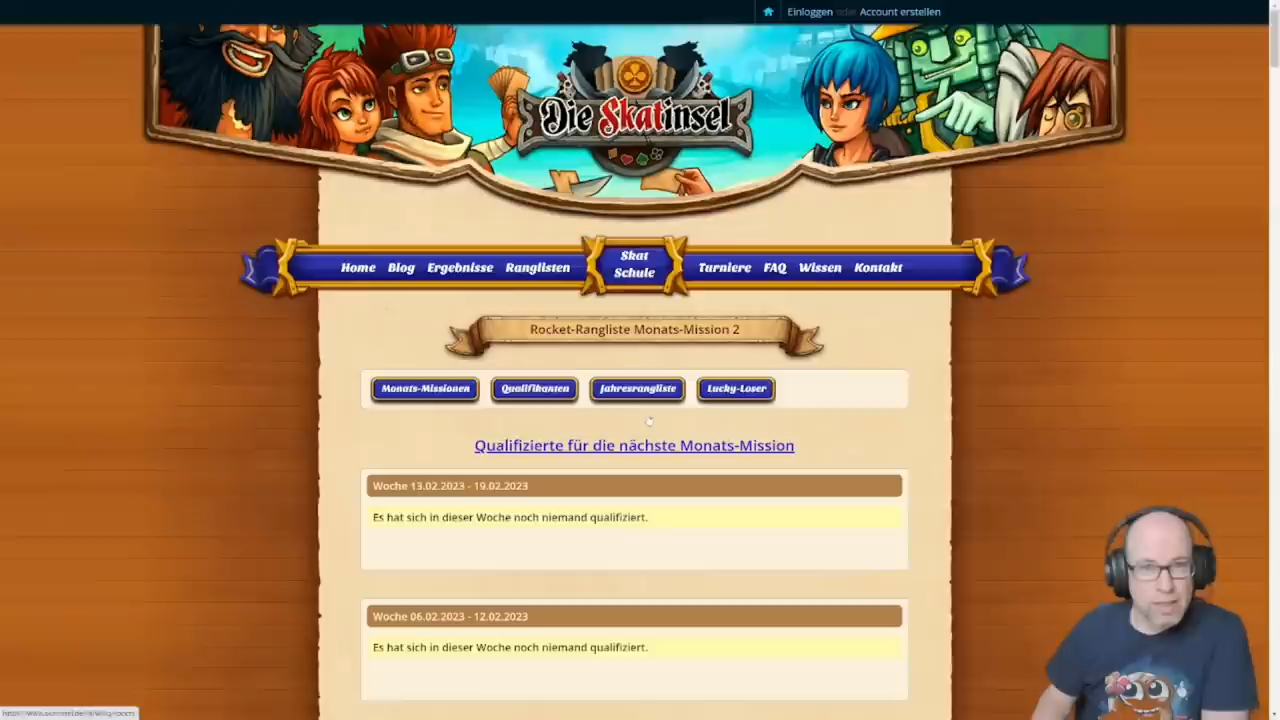 Einloggen oder Account erstellen
Die Skatinsel
Home Blog Ergebnisse Ranglisten Skat Schule Turniere FAQ Wissen Kontakt
Rocket-Rangliste Monats-Mission 2
Monats-Missionen Qualifikanten Jahresrangliste Lucky-Loser
Qualifizierte für die nächste Monats-Mission
Woche 13.02.2023 - 19.02.2023
Es hat sich in dieser Woche noch niemand qualifiziert.
Woche 06.02.2023 - 12.02.2023
Es hat sich in dieser Woche noch niemand qualifiziert.